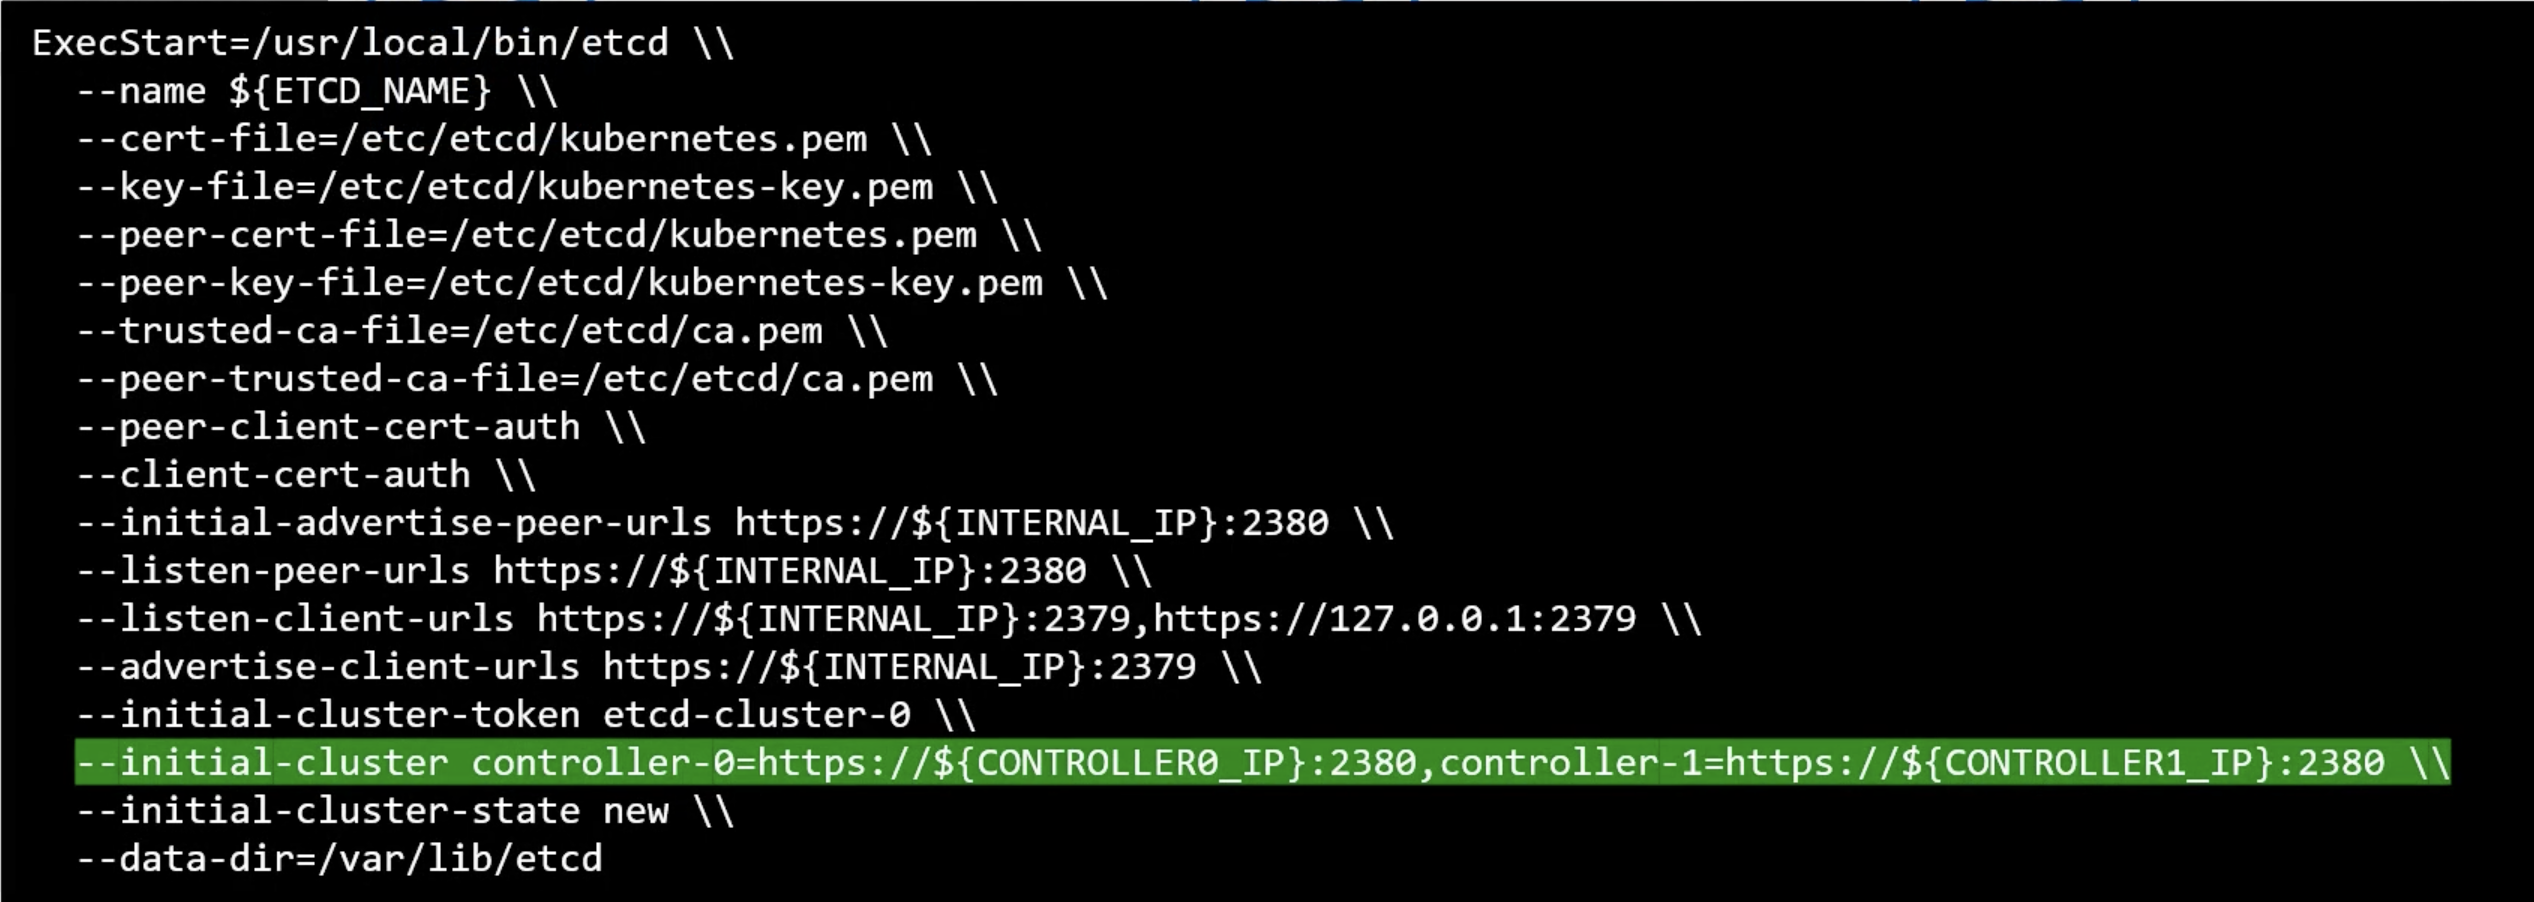 ExecStart=/usr/local/bin/etcd \\
--name ${ETCD_NAME} \\
--cert-file=/etc/etcd/kubernetes.pem \\
--key-file=/etc/etcd/kubernetes-key.pem \\
--peer-cert-file=/etc/etcd/kubernetes.pem \\
--peer-key-file=/etc/etcd/kubernetes-key.pem \\
--trusted-ca-file=/etc/etcd/ca.pem \\
--peer-trusted-ca-file=/etc/etcd/ca.pem \\
--peer-client-cert-auth \\
--client-cert-auth \\
--initial-advertise-peer-urls https://${INTERNAL_IP}:2380 \\
--listen-peer-urls https://${INTERNAL_IP}:2380 \\
--listen-client-urls https://${INTERNAL_IP}:2379,https://127.0.0.1:2379 \\
--advertise-client-urls https://${INTERNAL_IP}:2379 \\
--initial-cluster-token etcd-cluster-0 \\
--initial-cluster controller-0=https://${CONTROLLER0_IP}:2380,controller-1=https://${CONTROLLER1_IP}:2380 \\
--initial-cluster-state new \\
--data-dir=/var/lib/etcd